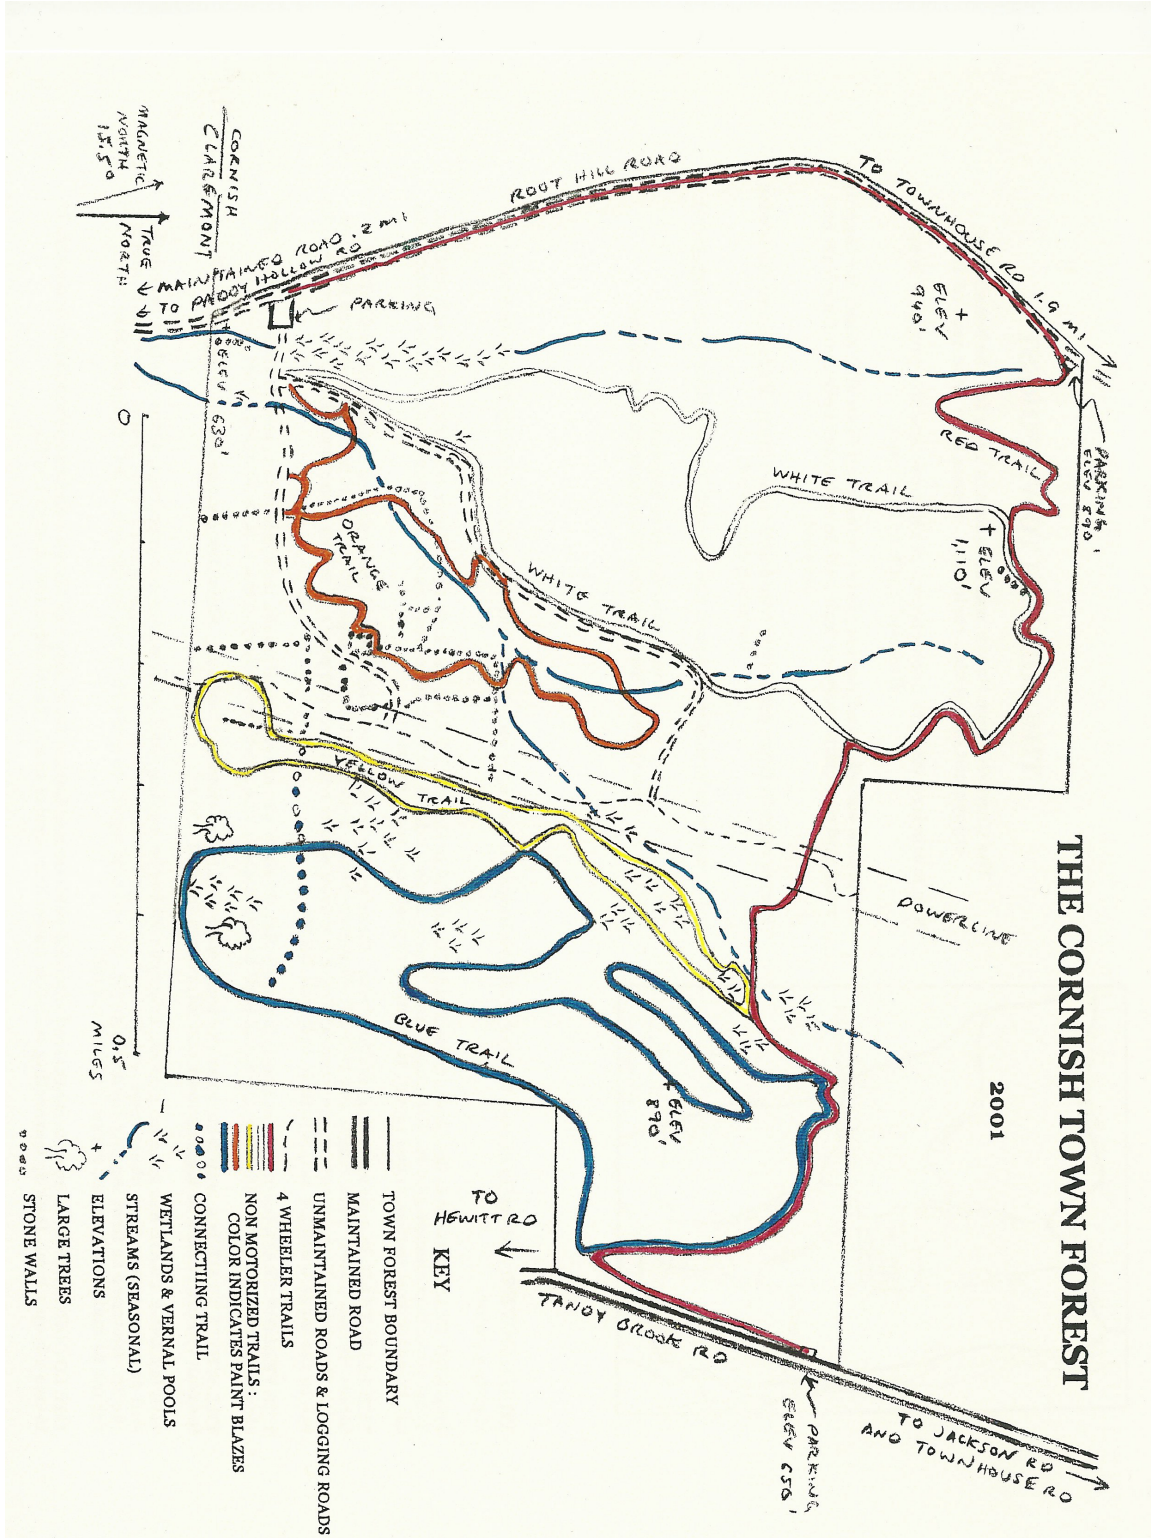 THE CORNISH TOWN FOREST
2001
TO TOWNHOUSE RD 1.9 MI
PARKING
ELEV 890'
ROOT HILL ROAD
ELEV
940'
RED TRAIL
WHITE TRAIL
ELEV
1,110'
MAINTAINED ROAD .2 MI
TO PADDY HOLLOW RD
PARKING
CORNISH
CLAREMONT
MAGNETIC
NORTH
15.5°
TRUE
NORTH
ELEV 630'
ORANGE
TRAIL
WHITE TRAIL
YELLOW
TRAIL
POWERLINE
BLUE TRAIL
ELEV
890'
0
0.5
MILES
TO
HEWITT RD
TANDY BROOK RD
PARKING
ELEV 650'
TO JACKSON RD
AND TOWNHOUSE RD
KEY
TOWN FOREST BOUNDARY
MAINTAINED ROAD
UNMAINTAINED ROADS & LOGGING ROADS
4 WHEELER TRAILS
NON MOTORIZED TRAILS :
COLOR INDICATES PAINT BLAZES
CONNECTIING TRAIL
WETLANDS & VERNAL POOLS
STREAMS (SEASONAL)
ELEVATIONS
LARGE TREES
STONE WALLS